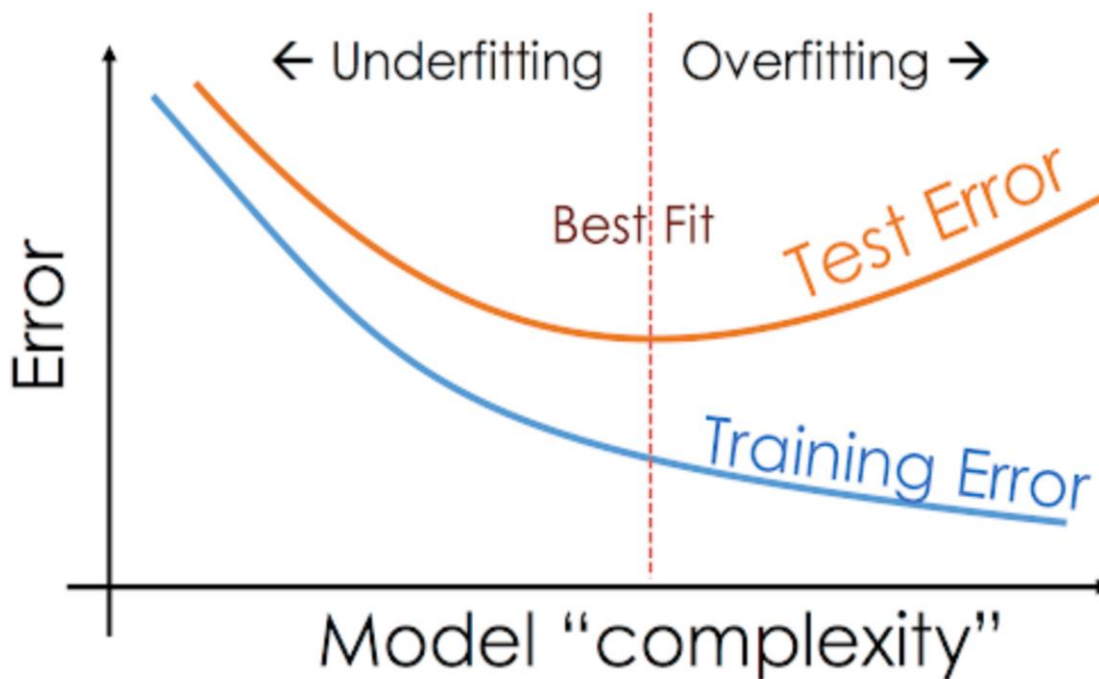 ← Underfitting
Overfitting →
Best Fit
Test Error
Error
Training Error
Model “complexity”